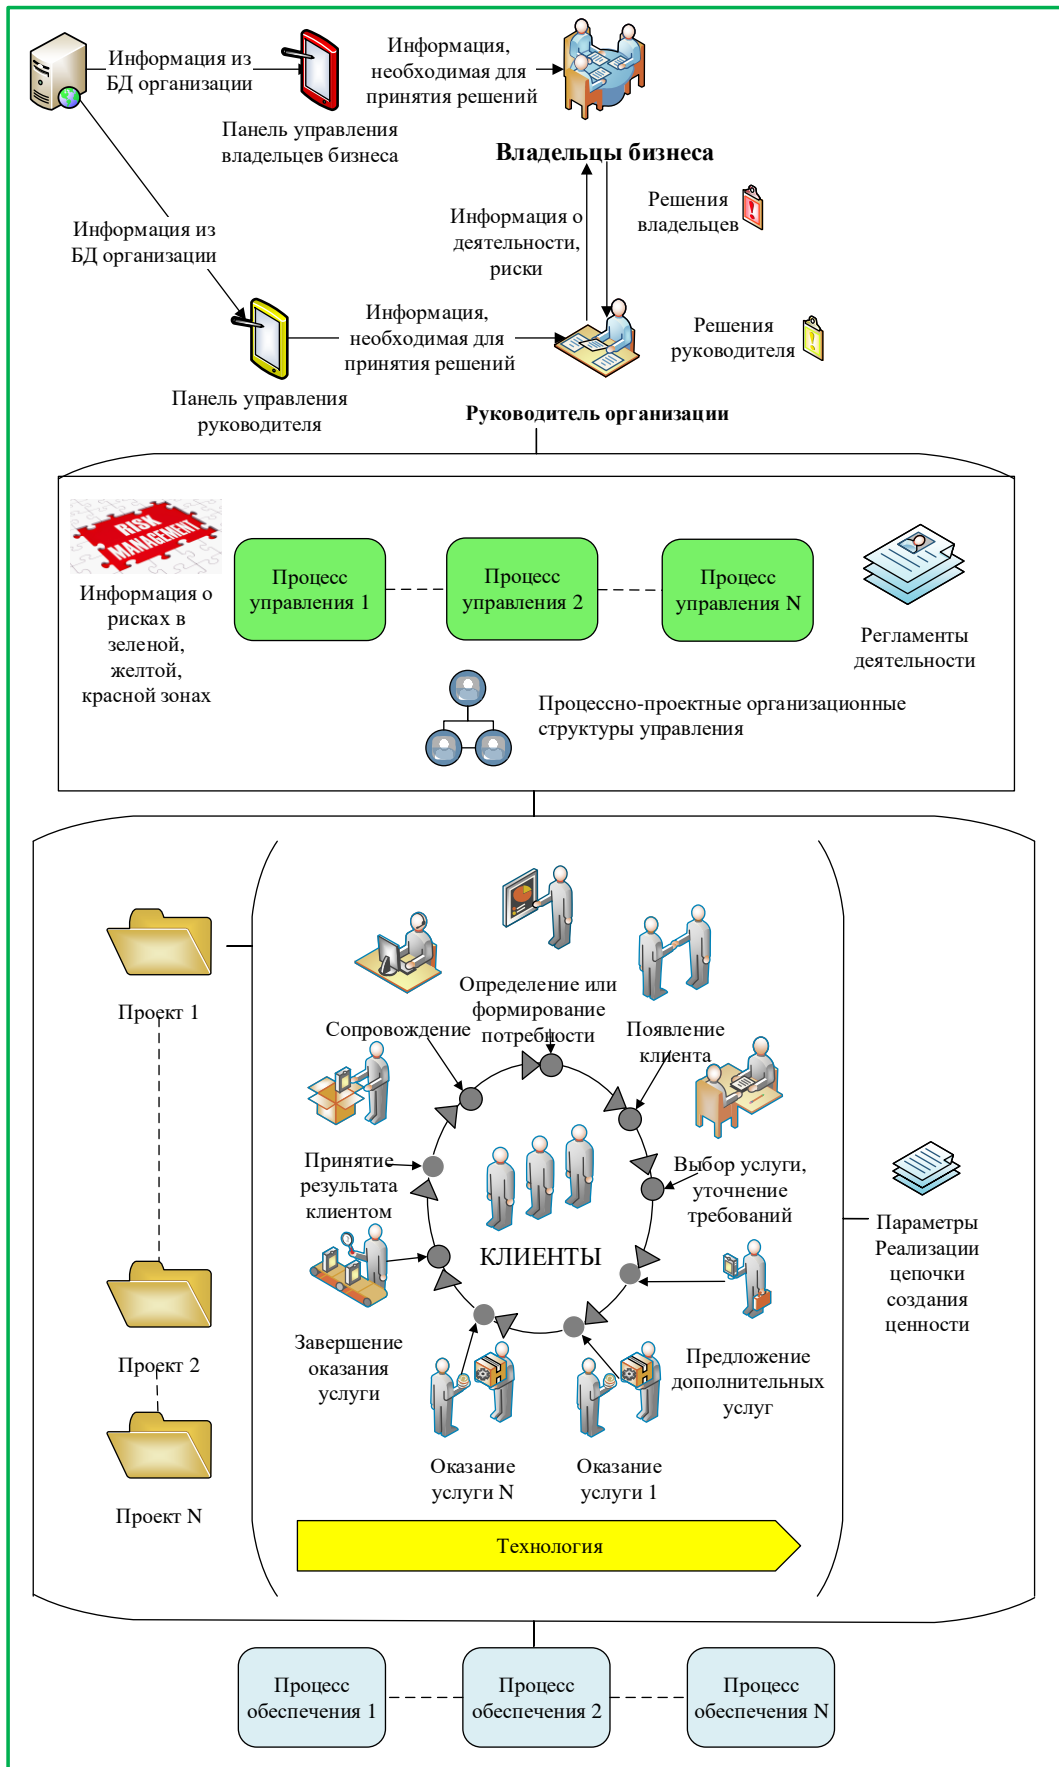 Информация из
БД организации
Информация,
необходимая для
принятия решений
Панель управления
владельцев бизнеса
Владельцы бизнеса
Информация из
БД организации
Информация о
деятельности,
риски
Решения
владельцев
Информация,
необходимая для
принятия решений
Решения
руководителя
Панель управления
руководителя
Руководитель организации
RISK
MANAGEMENT
Информация о
рисках в
зеленой,
желтой,
красной зонах
Процесс
управления 1
Процесс
управления 2
Процесс
управления N
Регламенты
деятельности
Процессно-проектные организационные
структуры управления
Проект 1
Проект 2
Проект N
Определение или
формирование
потребности
Появление
клиента
Сопровождение
Выбор услуги,
уточнение
требований
Принятие
результата
клиентом
КЛИЕНТЫ
Завершение
оказания
услуги
Предложение
дополнительных
услуг
Оказание
услуги N
Оказание
услуги 1
Технология
Параметры
Реализации
цепочки
создания
ценности
Процесс
обеспечения 1
Процесс
обеспечения 2
Процесс
обеспечения N